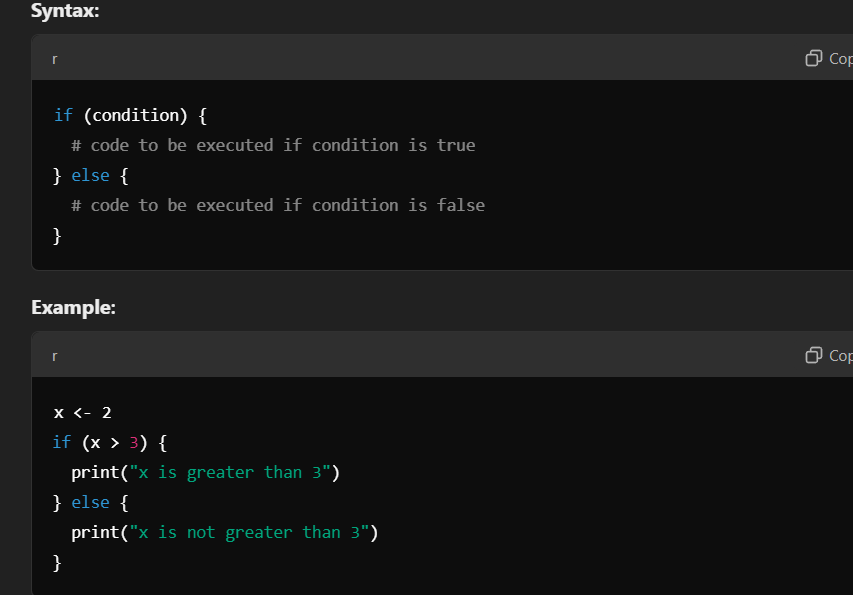 Syntax:
r
Cop
if (condition) {
  # code to be executed if condition is true
} else {
  # code to be executed if condition is false
}
Example:
r
Cop
x <- 2
if (x > 3) {
  print("x is greater than 3")
} else {
  print("x is not greater than 3")
}